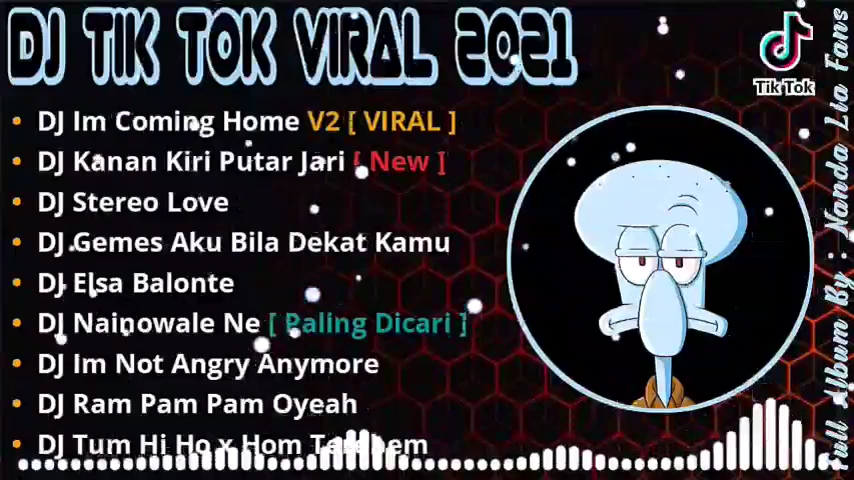 DJ TIK TOK VIRAL 2021
TikTok
DJ Im Coming Home V2 [ VIRAL ]
DJ Kanan Kiri Putar Jari [ New ]
DJ Stereo Love
DJ Gemes Aku Bila Dekat Kamu
DJ Elsa Balonte
DJ Nainowale Ne [ Paling Dicari ]
DJ Im Not Angry Anymore
DJ Ram Pam Pam Oyeah
DJ Tum Hi Ho x Hom
Full Album By : Nanda Lia Fans